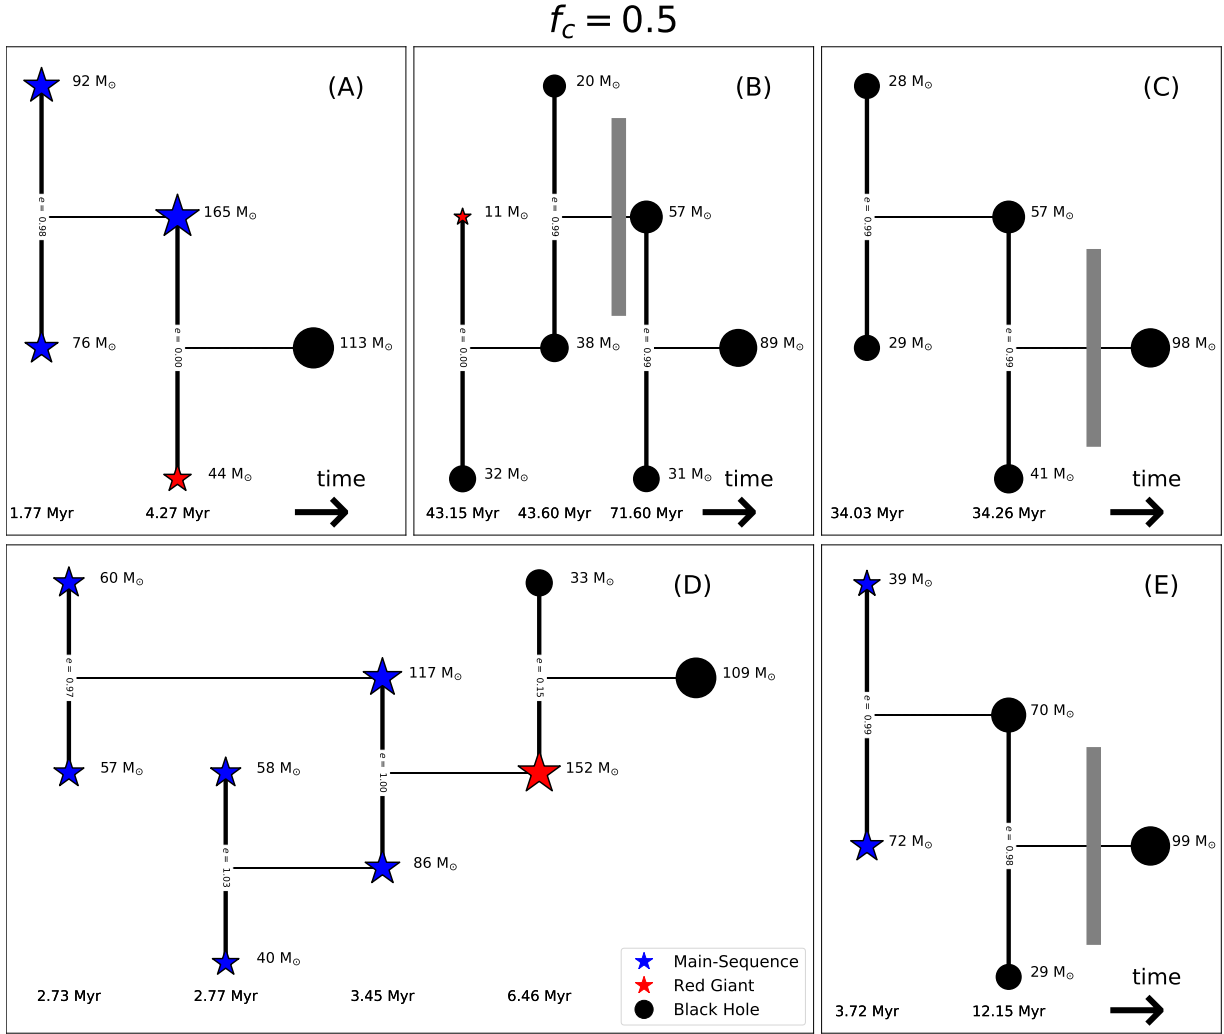 f_c = 0.5
(A)
92 M☉
e = 0.98
76 M☉
165 M☉
e = 0.00
44 M☉
113 M☉
time
1.77 Myr
4.27 Myr
(B)
20 M☉
11 M☉
e = 0.99
57 M☉
e = 0.00
38 M☉
e = 0.99
89 M☉
32 M☉
31 M☉
time
43.15 Myr
43.60 Myr
71.60 Myr
(C)
28 M☉
e = 0.99
29 M☉
57 M☉
e = 0.99
98 M☉
41 M☉
time
34.03 Myr
34.26 Myr
(D)
60 M☉
e = 0.97
57 M☉
58 M☉
e = 1.03
40 M☉
117 M☉
e = 1.00
86 M☉
33 M☉
e = 0.15
152 M☉
109 M☉
2.73 Myr
2.77 Myr
3.45 Myr
6.46 Myr
Main-Sequence
Red Giant
Black Hole
(E)
39 M☉
e = 0.99
72 M☉
70 M☉
e = 0.98
99 M☉
29 M☉
time
3.72 Myr
12.15 Myr